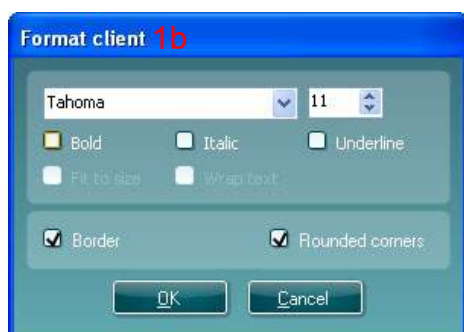 Format client 1b
Tahoma 11
Bold Italic Underline
Fit to size Wrap text
Border Rounded corners
OK Cancel